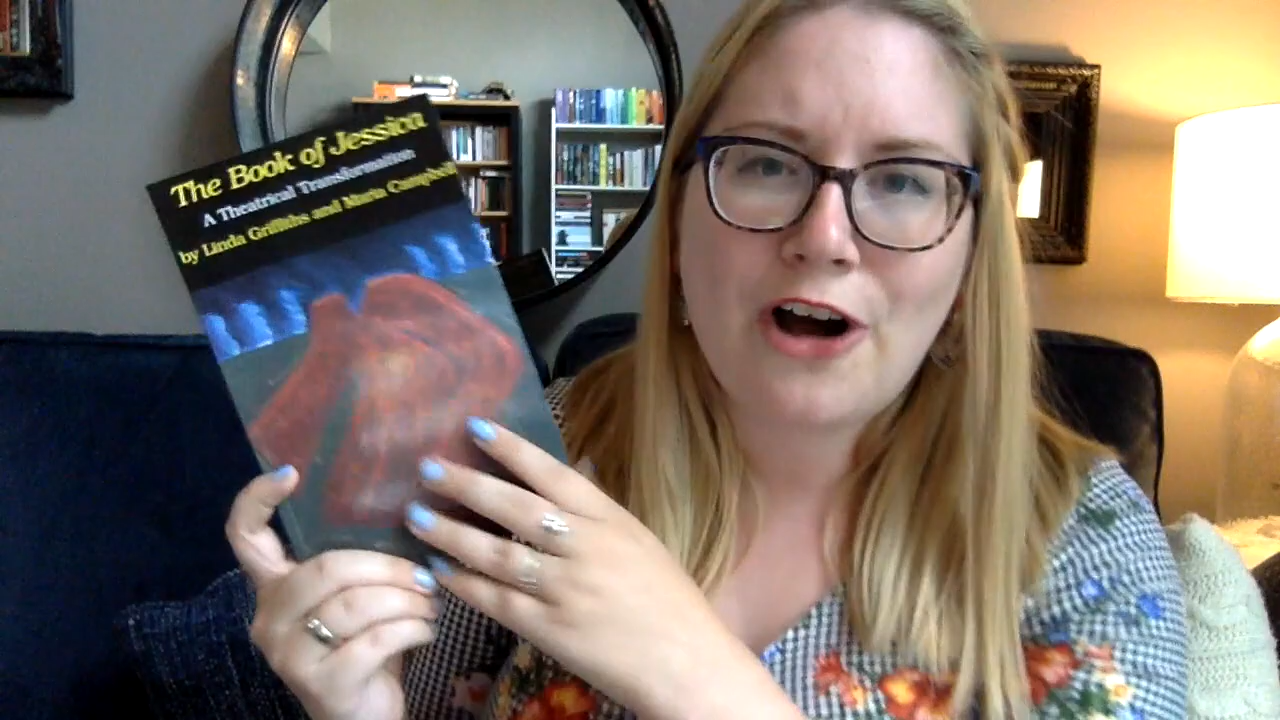 The Book of Jessica
A Theatrical Transformation
by Linda Griffiths and Maria Campbell